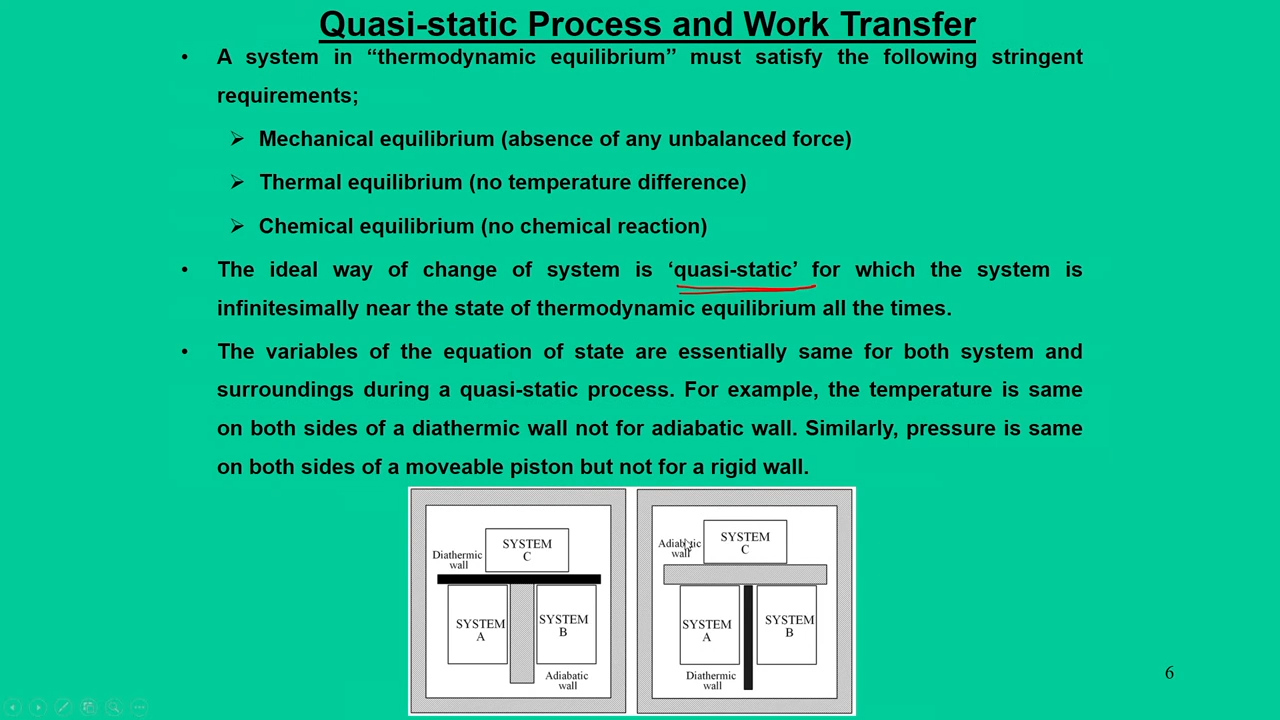 Quasi-static Process and Work Transfer
• A system in “thermodynamic equilibrium” must satisfy the following stringent
requirements;
➢ Mechanical equilibrium (absence of any unbalanced force)
➢ Thermal equilibrium (no temperature difference)
➢ Chemical equilibrium (no chemical reaction)
• The ideal way of change of system is ‘quasi-static’ for which the system is
infinitesimally near the state of thermodynamic equilibrium all the times.
• The variables of the equation of state are essentially same for both system and
surroundings during a quasi-static process. For example, the temperature is same
on both sides of a diathermic wall not for adiabatic wall. Similarly, pressure is same
on both sides of a moveable piston but not for a rigid wall.
SYSTEM
C
Diathermic
wall
SYSTEM
A
SYSTEM
B
Adiabatic
wall
SYSTEM
C
Adiabatic
wall
SYSTEM
A
SYSTEM
B
Diathermic
wall
6